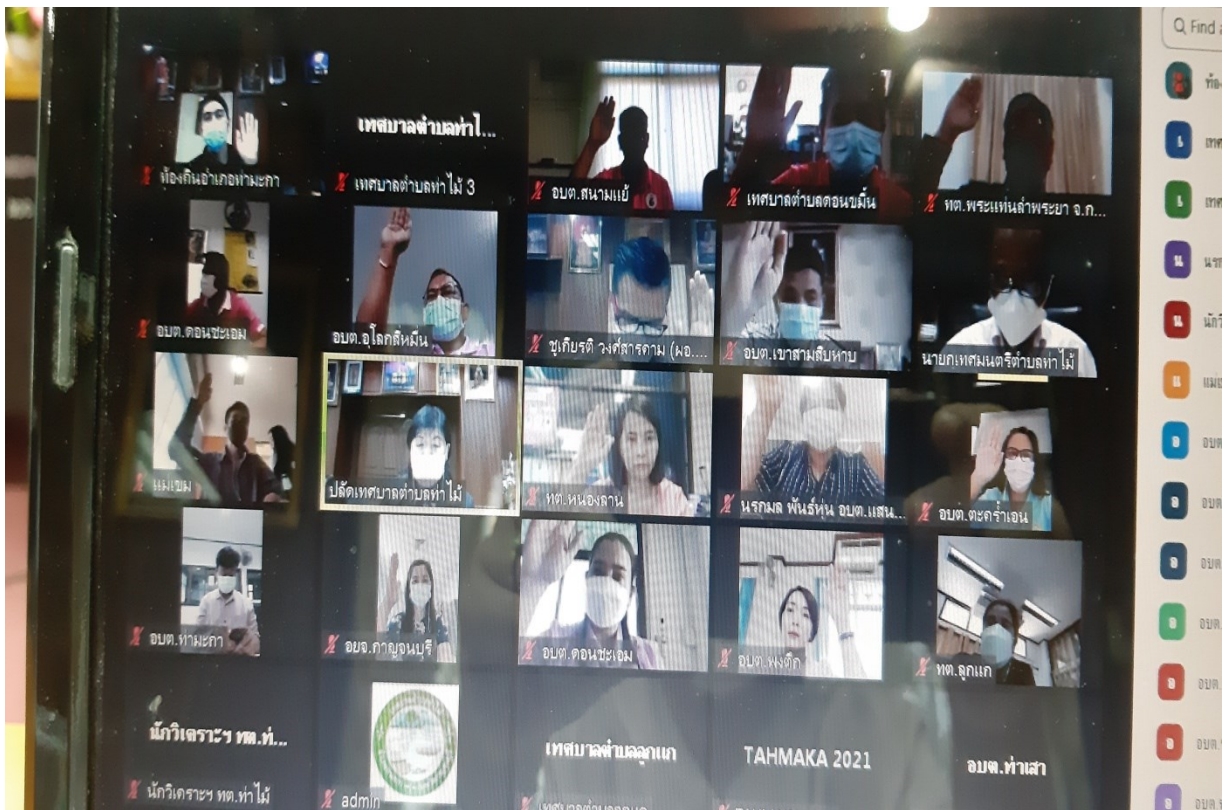 Find a
เทศบาลตำบลท่าไ...
ท้องถิ่นอำเภอท่ามะกา
เทศบาลตำบลท่าไม้ 3
อบต.สนามแย้
เทศบาลตำบลดอนขมิ้น
ทต.พระแท่นลำพระยา จ.ก...
อบต.ดอนชะเอม
อบต.อุโลกสี่หมื่น
ชูเกียรติ วงศ์สารคาม (ผอ....
อบต.เขาสามสิบหาบ
นายกเทศมนตรีตำบลท่าไม้
แม่เขม
ปลัดเทศบาลตำบลท่าไม้
ทต.หนองลาน
นรกมล พันธ์หุ่น อบต.แสน...
อบต.ตะคร้ำเอน
อบต.ท่ามะกา
อบจ.กาญจนบุรี
อบต.ดอนชะเอม
อบต.พงตึก
ทต.ลูกแก
นักวิเคราะฯ ทต.ท่...
เทศบาลตำบลลูกแก
TAHMAKA 2021
อบต.ท่าเสา
นักวิเคราะฯ ทต.ท่าไม้
admin
เทศบาลตำบลลูกแก